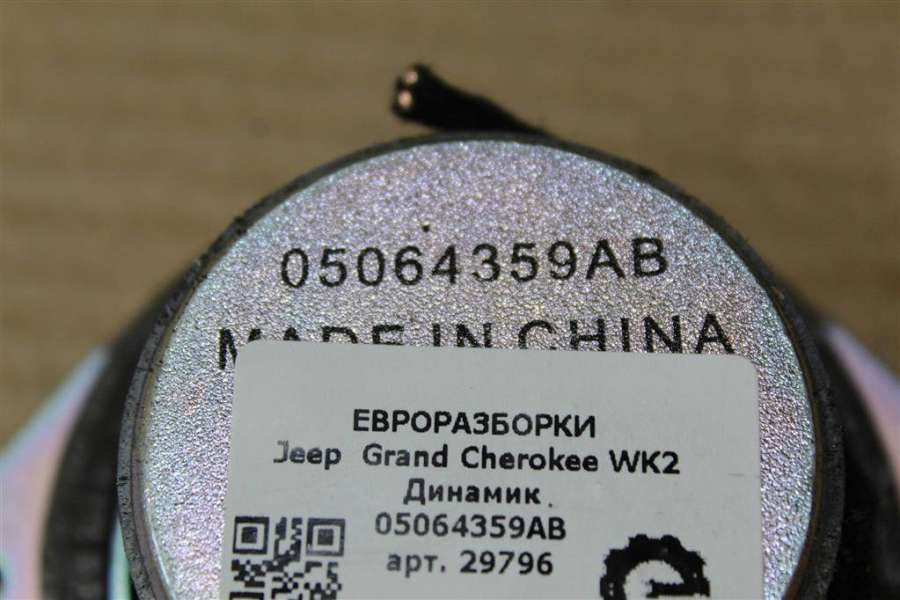 05064359AB
MADE IN CHINA
ЕВРОРАЗБОРКИ
Jeep Grand Cherokee WK2
Динамик
05064359AB
арт. 29796